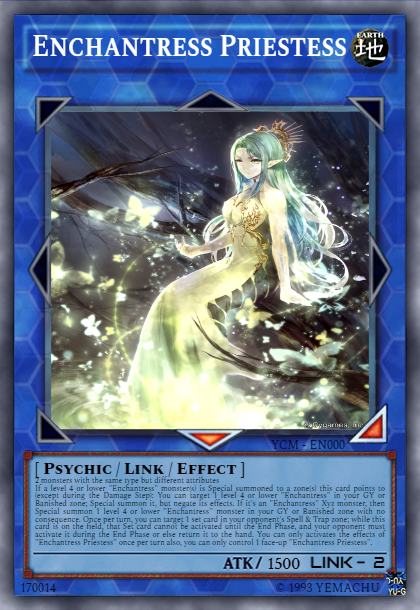 ENCHANTRESS PRIESTESS
EARTH
地
YCM - EN000
[ PSYCHIC / LINK / EFFECT ]
2 monsters with the same type but different attributes
If a level 4 or lower "Enchantress" monster(s) is Special summoned to a zone(s) this card points to
(except during the Damage Step): You can target 1 level 4 or lower "Enchantress" in your GY or
Banished zone; Special summon it, but negate its effects. If it's an "Enchantress" Xyz monster, then
Special summon 1 level 4 or lower "Enchantress" monster in your GY or Banished zone with no
consequence. Once per turn, you can target 1 set card in your opponent's Spell & Trap zone; while this
card is on the field, that Set card cannot be activated until the End Phase, and your opponent must
activate it during the End Phase or else return it to the hand. You can only activates the effects of
"Enchantress Priestess" once per turn also, you can only control 1 face-up "Enchantress Priestess".
ATK/ 1500 LINK - 2
170014
© 1993 YEMACHU